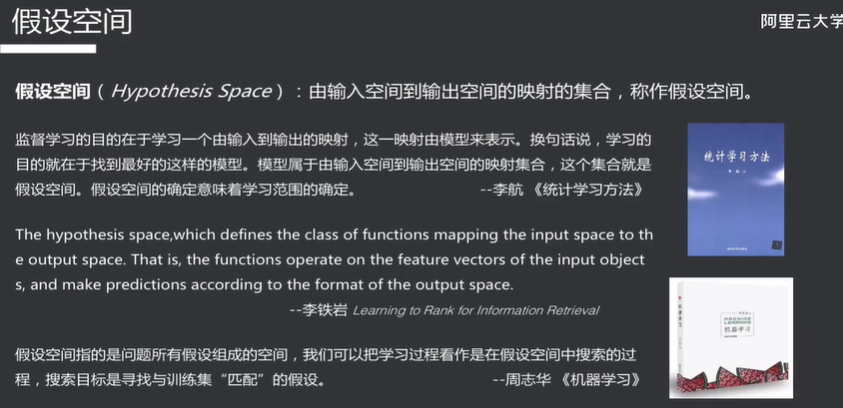 假设空间
阿里云大学
假设空间（Hypothesis Space）：由输入空间到输出空间的映射的集合，称作假设空间。
监督学习的目的在于学习一个由输入到输出的映射，这一映射由模型来表示。换句话说，学习的
目的就在于找到最好的这样的模型。模型属于由输入空间到输出空间的映射集合，这个集合就是
假设空间。假设空间的确定意味着学习范围的确定。 --李航 《统计学习方法》
统计学习方法
The hypothesis space,which defines the class of functions mapping the input space to th
e output space. That is, the functions operate on the feature vectors of the input object
s, and make predictions according to the format of the output space.
--李铁岩 Learning to Rank for Information Retrieval
MACHINE
LEARNING
机器学习
假设空间指的是问题所有假设组成的空间，我们可以把学习过程看作是在假设空间中搜索的过
程，搜索目标是寻找与训练集“匹配”的假设。 --周志华 《机器学习》